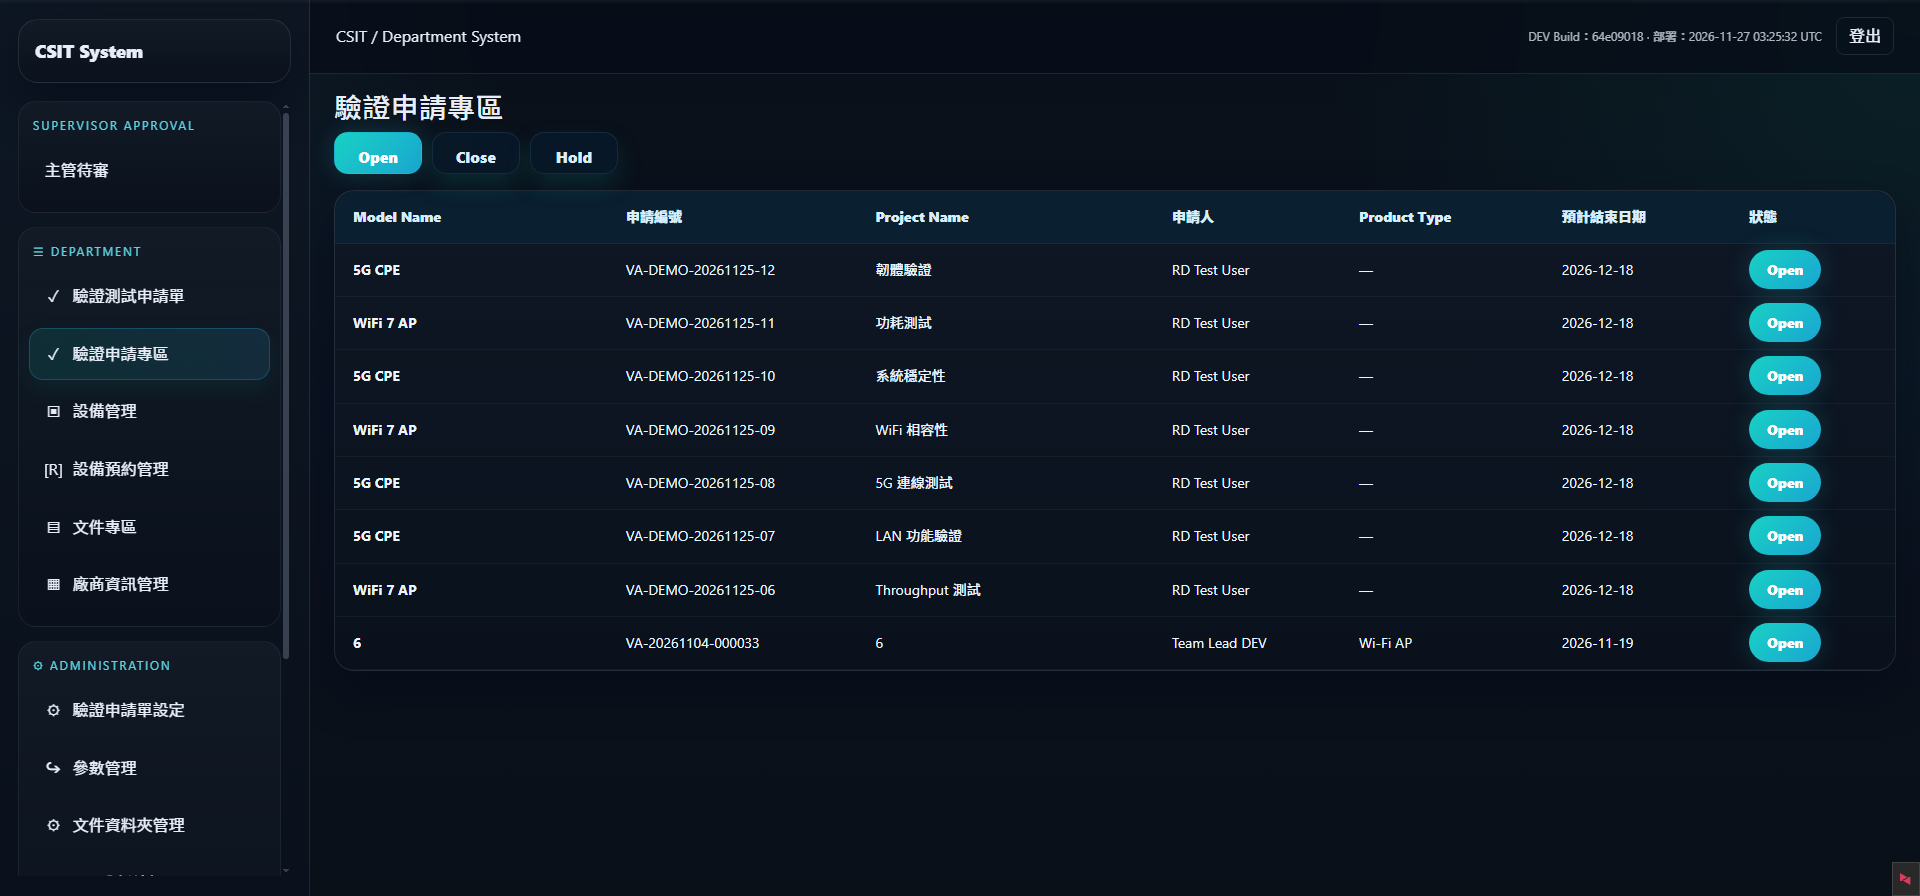 CSIT System
SUPERVISOR APPROVAL
主管待審
☰ DEPARTMENT
✓ 驗證測試申請單
✓ 驗證申請專區
▣ 設備管理
[R] 設備預約管理
▤ 文件專區
▦ 廠商資訊管理
⚙ ADMINISTRATION
⚙ 驗證申請單設定
↪ 參數管理
⚙ 文件資料夾管理
CSIT / Department System
DEV Build：64e09018 · 部署：2026-11-27 03:25:32 UTC
登出
驗證申請專區
Open Close Hold
Model Name 申請編號 Project Name 申請人 Product Type 預計結束日期 狀態
5G CPE VA-DEMO-20261125-12 韌體驗證 RD Test User — 2026-12-18 Open
WiFi 7 AP VA-DEMO-20261125-11 功耗測試 RD Test User — 2026-12-18 Open
5G CPE VA-DEMO-20261125-10 系統穩定性 RD Test User — 2026-12-18 Open
WiFi 7 AP VA-DEMO-20261125-09 WiFi 相容性 RD Test User — 2026-12-18 Open
5G CPE VA-DEMO-20261125-08 5G 連線測試 RD Test User — 2026-12-18 Open
5G CPE VA-DEMO-20261125-07 LAN 功能驗證 RD Test User — 2026-12-18 Open
WiFi 7 AP VA-DEMO-20261125-06 Throughput 測試 RD Test User — 2026-12-18 Open
6 VA-20261104-000033 6 Team Lead DEV Wi-Fi AP 2026-11-19 Open